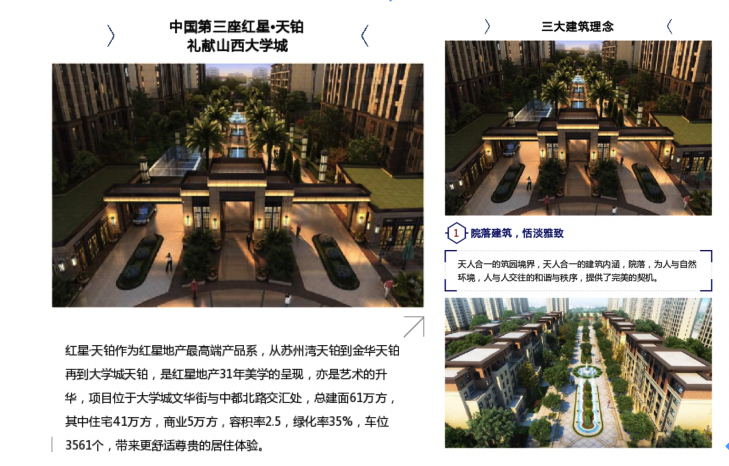 中国第三座红星•天铂
礼献山西大学城
红星·天铂作为红星地产最高端产品系，从苏州湾天铂到金华天铂
再到大学城天铂，是红星地产31年美学的呈现，亦是艺术的升
华，项目位于大学城文华街与中都北路交汇处，总建面61万方，
其中住宅41万方，商业5万方，容积率2.5，绿化率35%，车位
3561个，带来更舒适尊贵的居住体验。
三大建筑理念
1 院落建筑，恬淡雅致
天人合一的筑园境界，天人合一的建筑内涵，院落，为人与自然
环境，人与人交往的和谐与秩序，提供了完美的契机。